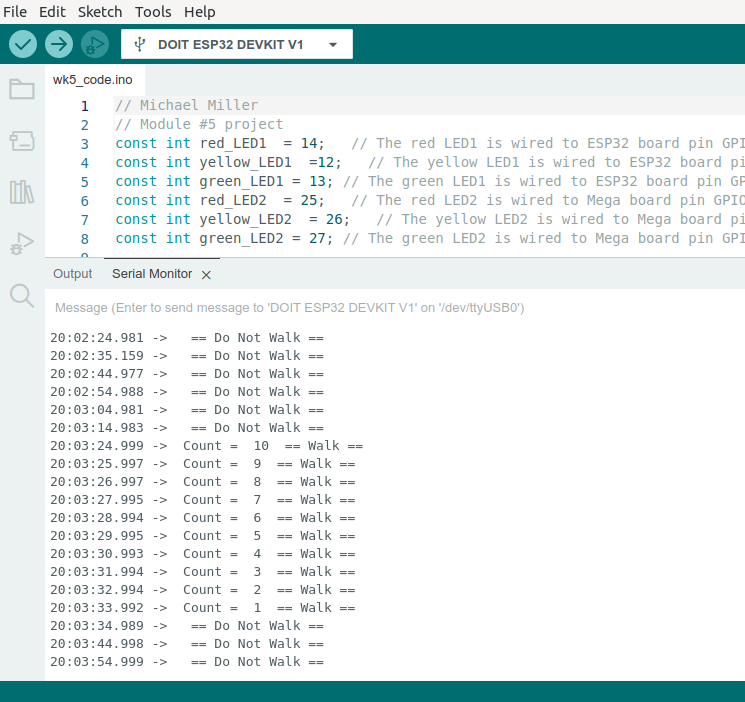 File Edit Sketch Tools Help
DOIT ESP32 DEVKIT V1
wk5_code.ino
1 // Michael Miller
2 // Module #5 project
3 const int red_LED1  = 14;   // The red LED1 is wired to ESP32 board pin GPI
4 const int yellow_LED1  =12;   // The yellow LED1 is wired to ESP32 board pi
5 const int green_LED1 = 13; // The green LED1 is wired to ESP32 board pin GP
6 const int red_LED2  = 25;   // The red LED2 is wired to Mega board pin GPIO
7 const int yellow_LED2  = 26;   // The yellow LED2 is wired to Mega board pi
8 const int green_LED2 = 27; // The green LED2 is wired to Mega board pin GPI
Output Serial Monitor
Message (Enter to send message to 'DOIT ESP32 DEVKIT V1' on '/dev/ttyUSB0')
20:02:24.981 ->   == Do Not Walk ==
20:02:35.159 ->   == Do Not Walk ==
20:02:44.977 ->   == Do Not Walk ==
20:02:54.988 ->   == Do Not Walk ==
20:03:04.981 ->   == Do Not Walk ==
20:03:14.983 ->   == Do Not Walk ==
20:03:24.999 ->  Count =  10  == Walk ==
20:03:25.997 ->  Count =  9  == Walk ==
20:03:26.997 ->  Count =  8  == Walk ==
20:03:27.995 ->  Count =  7  == Walk ==
20:03:28.994 ->  Count =  6  == Walk ==
20:03:29.995 ->  Count =  5  == Walk ==
20:03:30.993 ->  Count =  4  == Walk ==
20:03:31.994 ->  Count =  3  == Walk ==
20:03:32.994 ->  Count =  2  == Walk ==
20:03:33.992 ->  Count =  1  == Walk ==
20:03:34.989 ->   == Do Not Walk ==
20:03:44.998 ->   == Do Not Walk ==
20:03:54.999 ->   == Do Not Walk ==